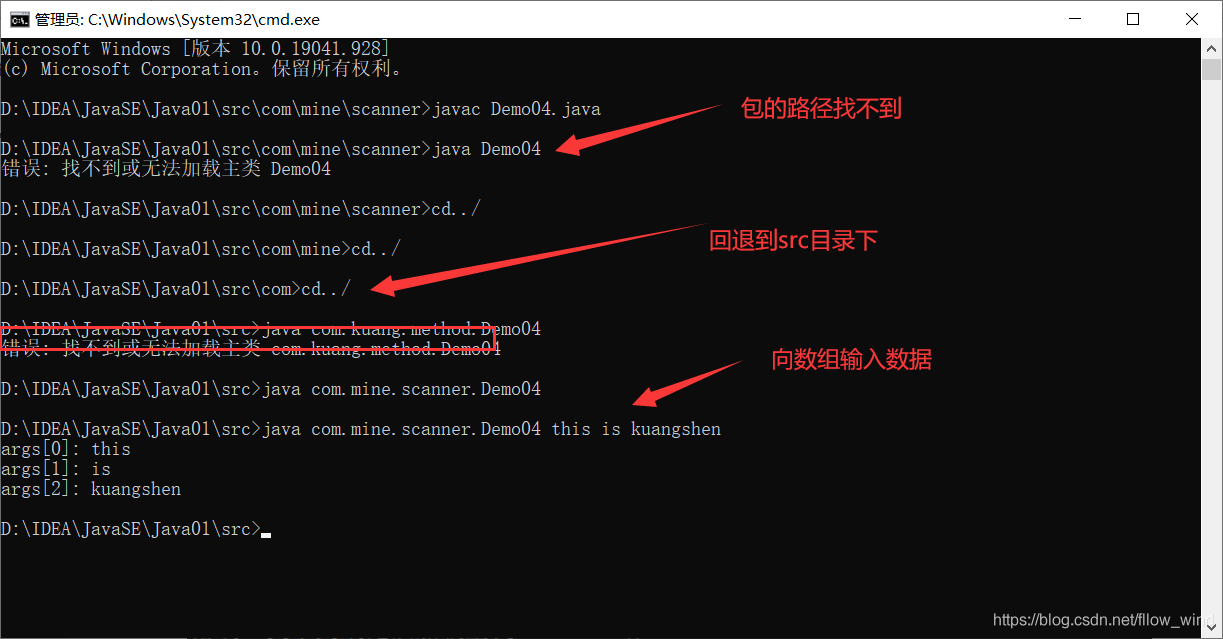 管理员: C:\Windows\System32\cmd.exe
Microsoft Windows [版本 10.0.19041.928]
(c) Microsoft Corporation。保留所有权利。
D:\IDEA\JavaSE\Java01\src\com\mine\scanner>javac Demo04.java
包的路径找不到
D:\IDEA\JavaSE\Java01\src\com\mine\scanner>java Demo04
错误: 找不到或无法加载主类 Demo04
D:\IDEA\JavaSE\Java01\src\com\mine\scanner>cd../
回退到src目录下
D:\IDEA\JavaSE\Java01\src\com\mine>cd../
D:\IDEA\JavaSE\Java01\src\com>cd../
D:\IDEA\JavaSE\Java01\src>java com.kuang.method.Demo04
错误: 找不到或无法加载主类 com.kuang.method.Demo04
向数组输入数据
D:\IDEA\JavaSE\Java01\src>java com.mine.scanner.Demo04
D:\IDEA\JavaSE\Java01\src>java com.mine.scanner.Demo04 this is kuangshen
args[0]: this
args[1]: is
args[2]: kuangshen
D:\IDEA\JavaSE\Java01\src>
https://blog.csdn.net/fllow_wind